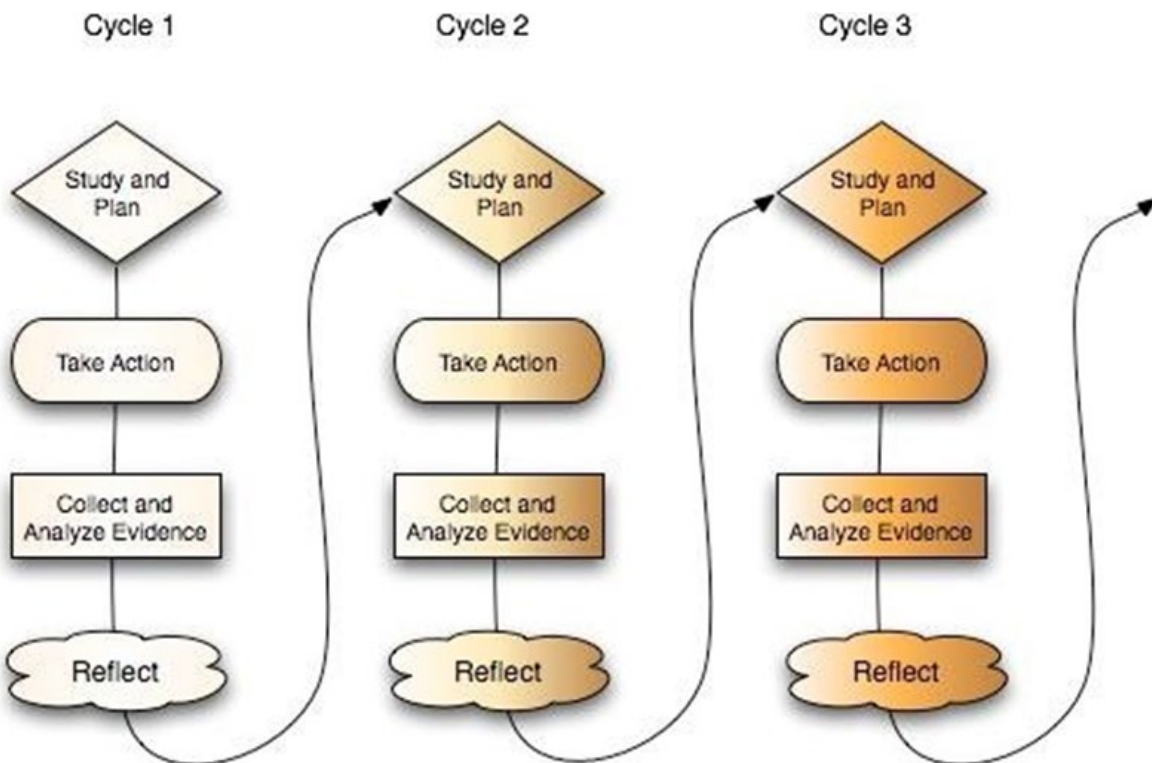 Cycle 1
Study and
Plan
Take Action
Collect and
Analyze Evidence
Reflect
Cycle 2
Study and
Plan
Take Action
Collect and
Analyze Evidence
Reflect
Cycle 3
Study and
Plan
Take Action
Collect and
Analyze Evidence
Reflect